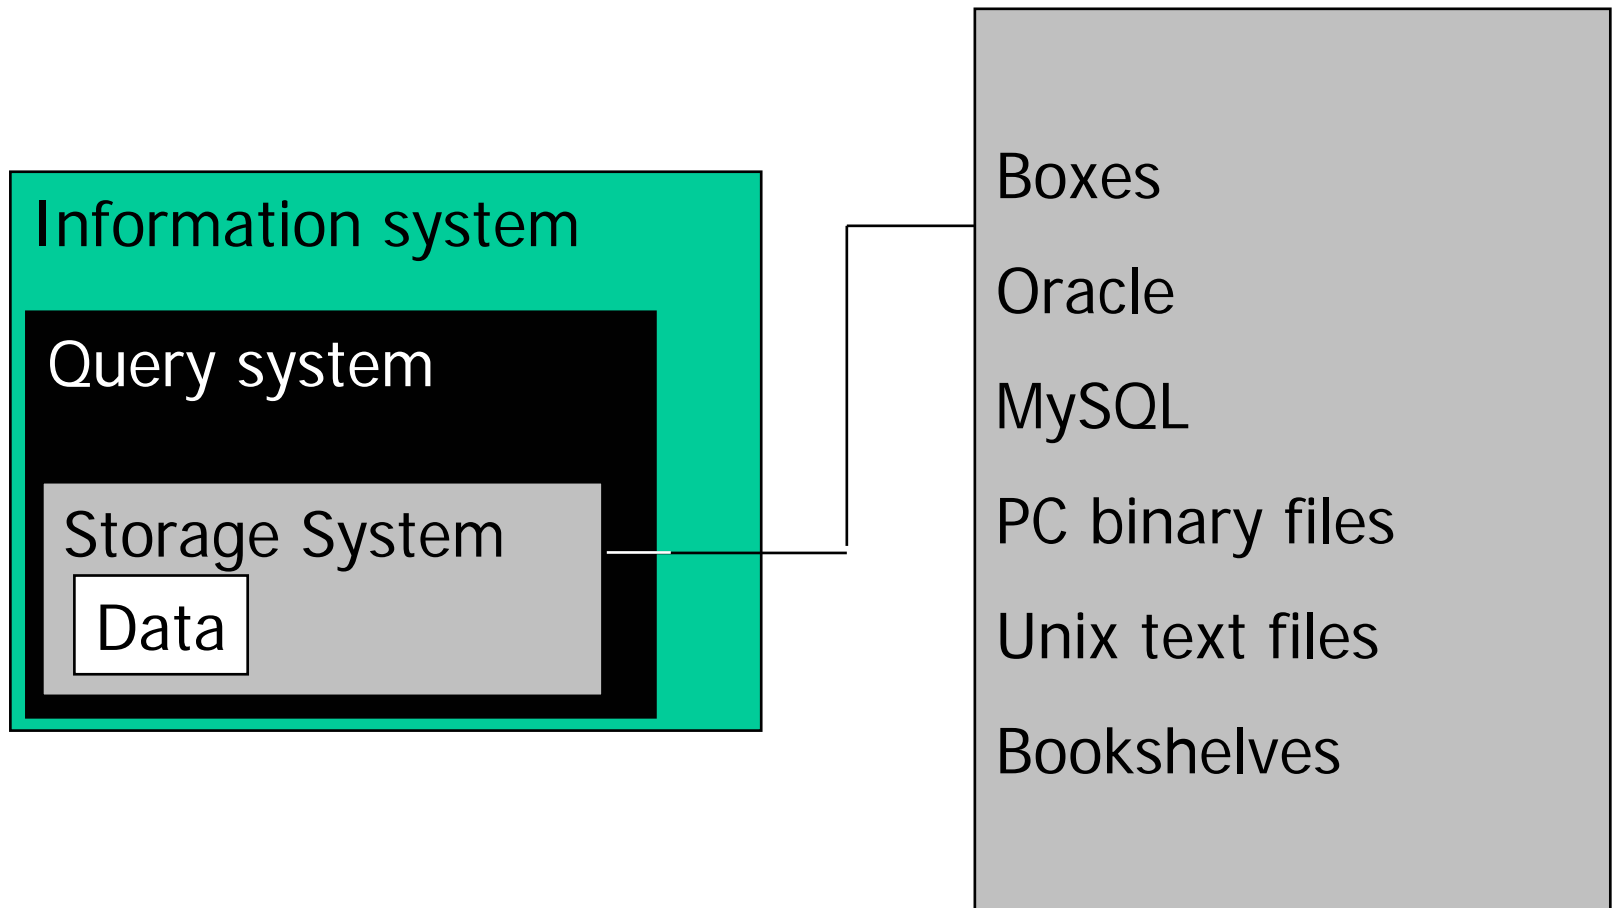 Information system
Query system
Storage System
Data
Boxes
Oracle
MySQL
PC binary files
Unix text files
Bookshelves